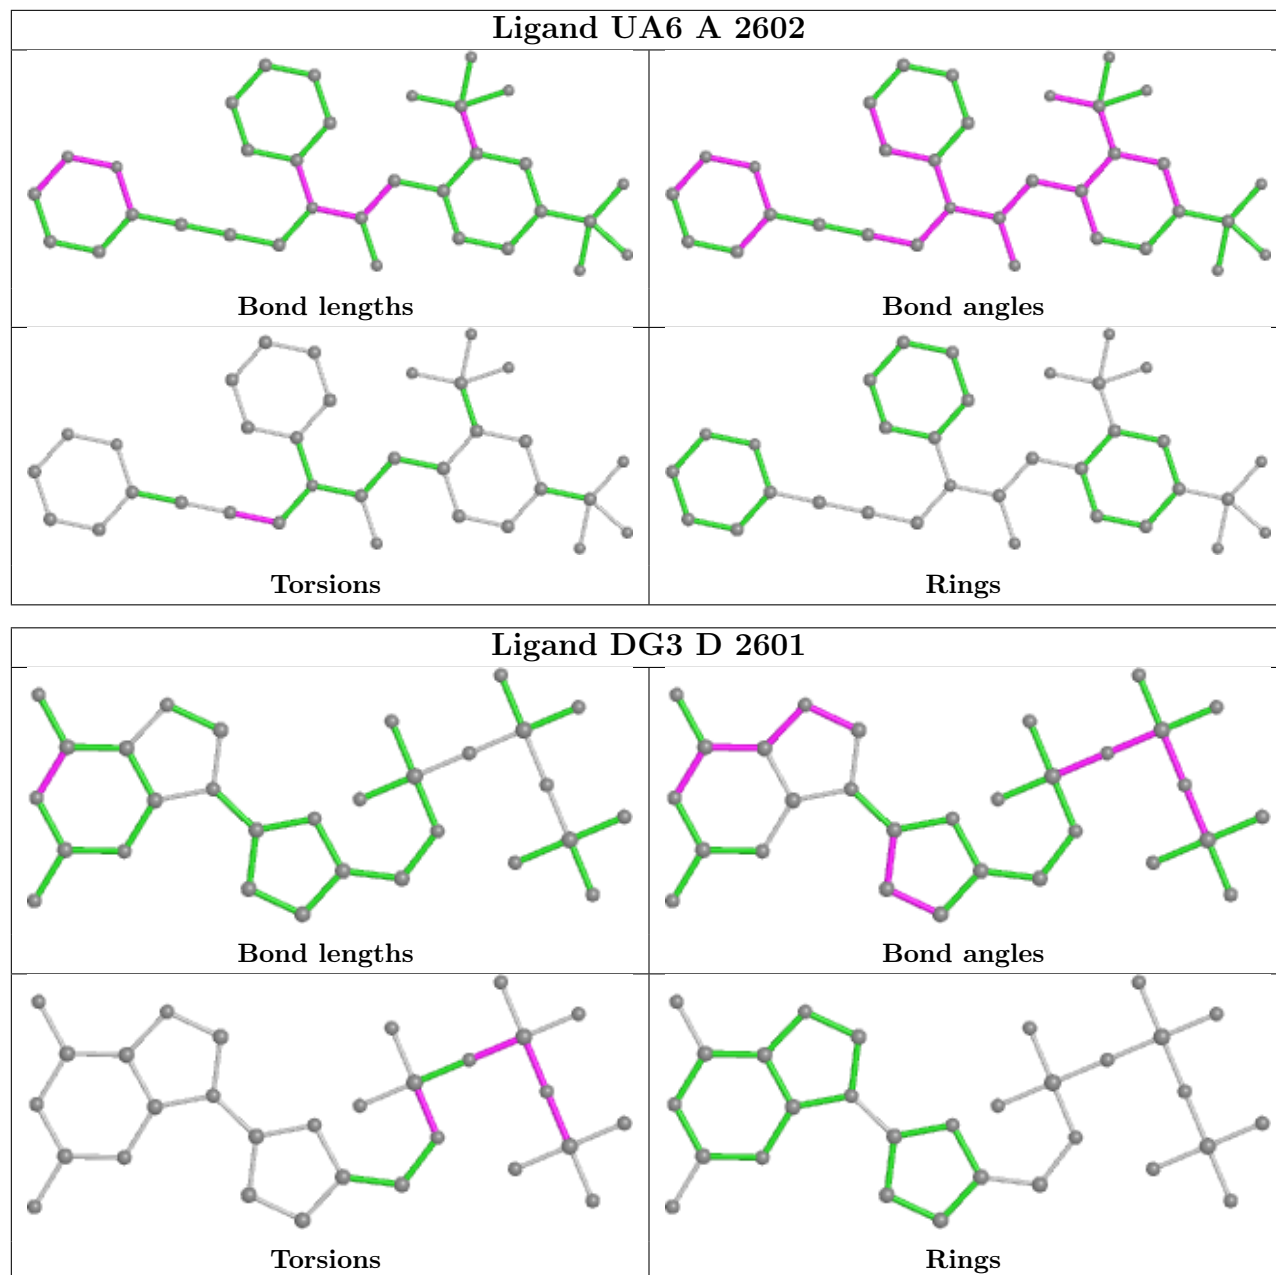 Ligand UA6 A 2602
Bond lengths
Bond angles
Torsions
Rings
Ligand DG3 D 2601
Bond lengths
Bond angles
Torsions
Rings